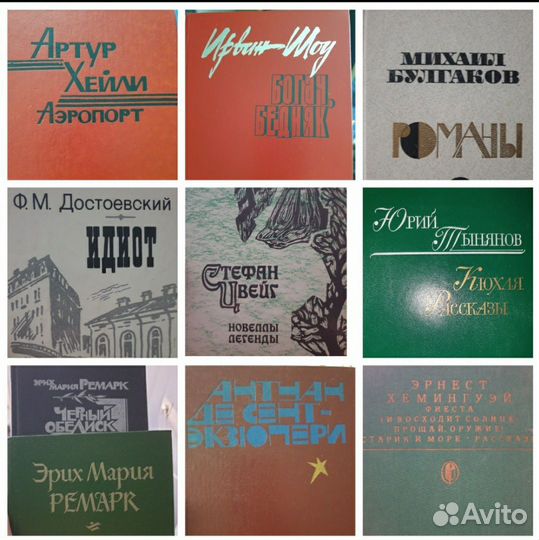 Артур
Хейли
Аэропорт
Ирвин Шоу
Богач,
бедняк
Михаил
Булгаков
Романы
Ф. М. Достоевский
ИДИОТ
Стефан
Цвейг
новеллы
легенды
Юрий
Тынянов
Кюхля
Рассказы
Эрих
Мария Ремарк
Черный
обелиск
Эрих Мария
РЕМАРК
Антуан
де Сент-
Экзюпери
Эрнест
Хемингуэй
Фиеста
(И восходит солнце)
Прощай, оружие!
Старик и море • Расска
Avito